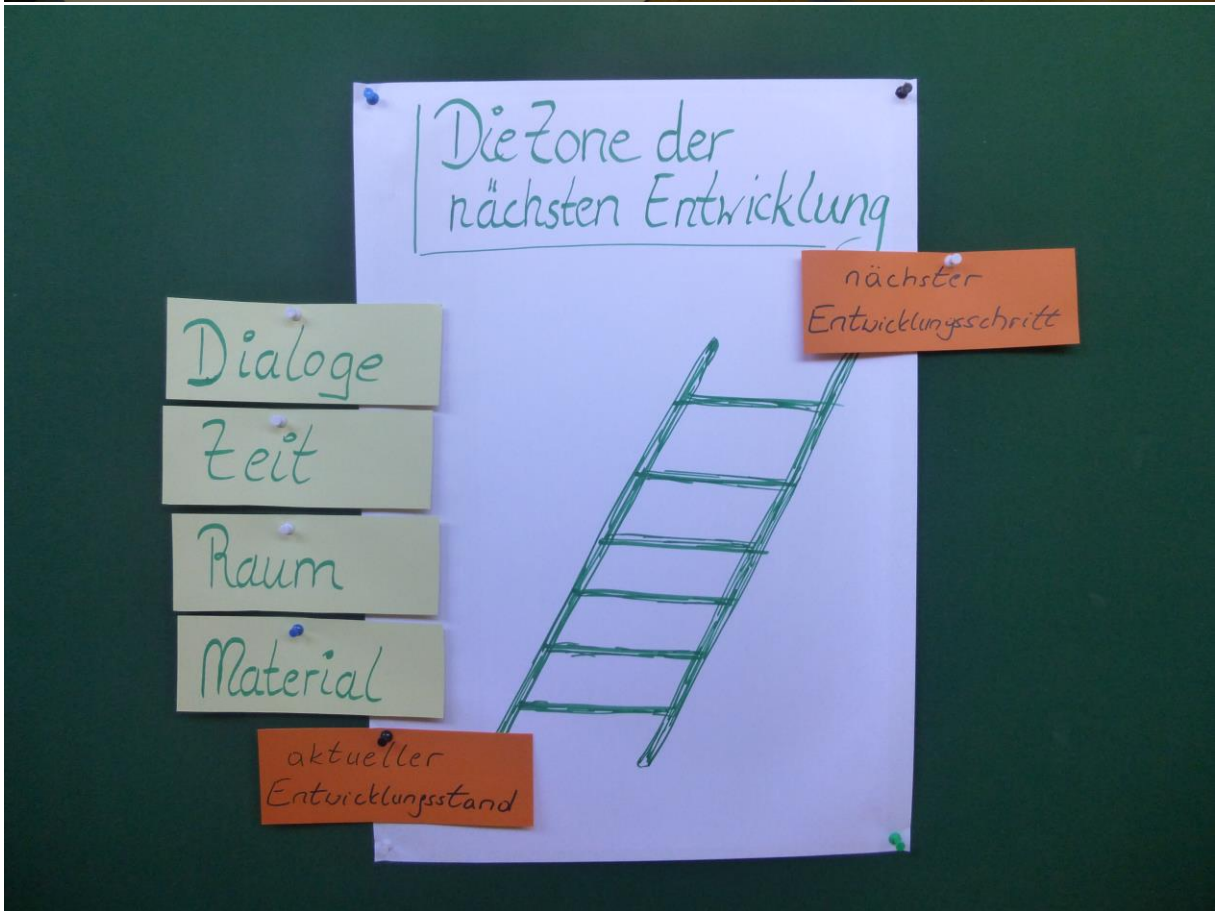 Die Zone der
nächsten Entwicklung
nächster
Entwicklungsschritt
Dialoge
Zeit
Raum
Material
aktueller
Entwicklungsstand